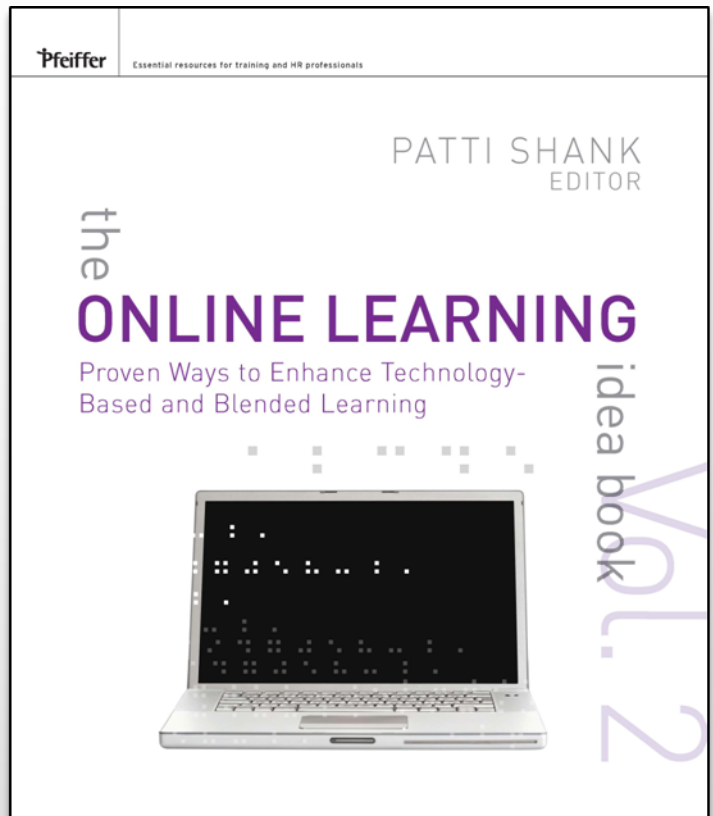 Pfeiffer
Essential resources for training and HR professionals
PATTI SHANK
EDITOR
the
ONLINE LEARNING
idea book
Proven Ways to Enhance Technology-
Based and Blended Learning
Vol. 2